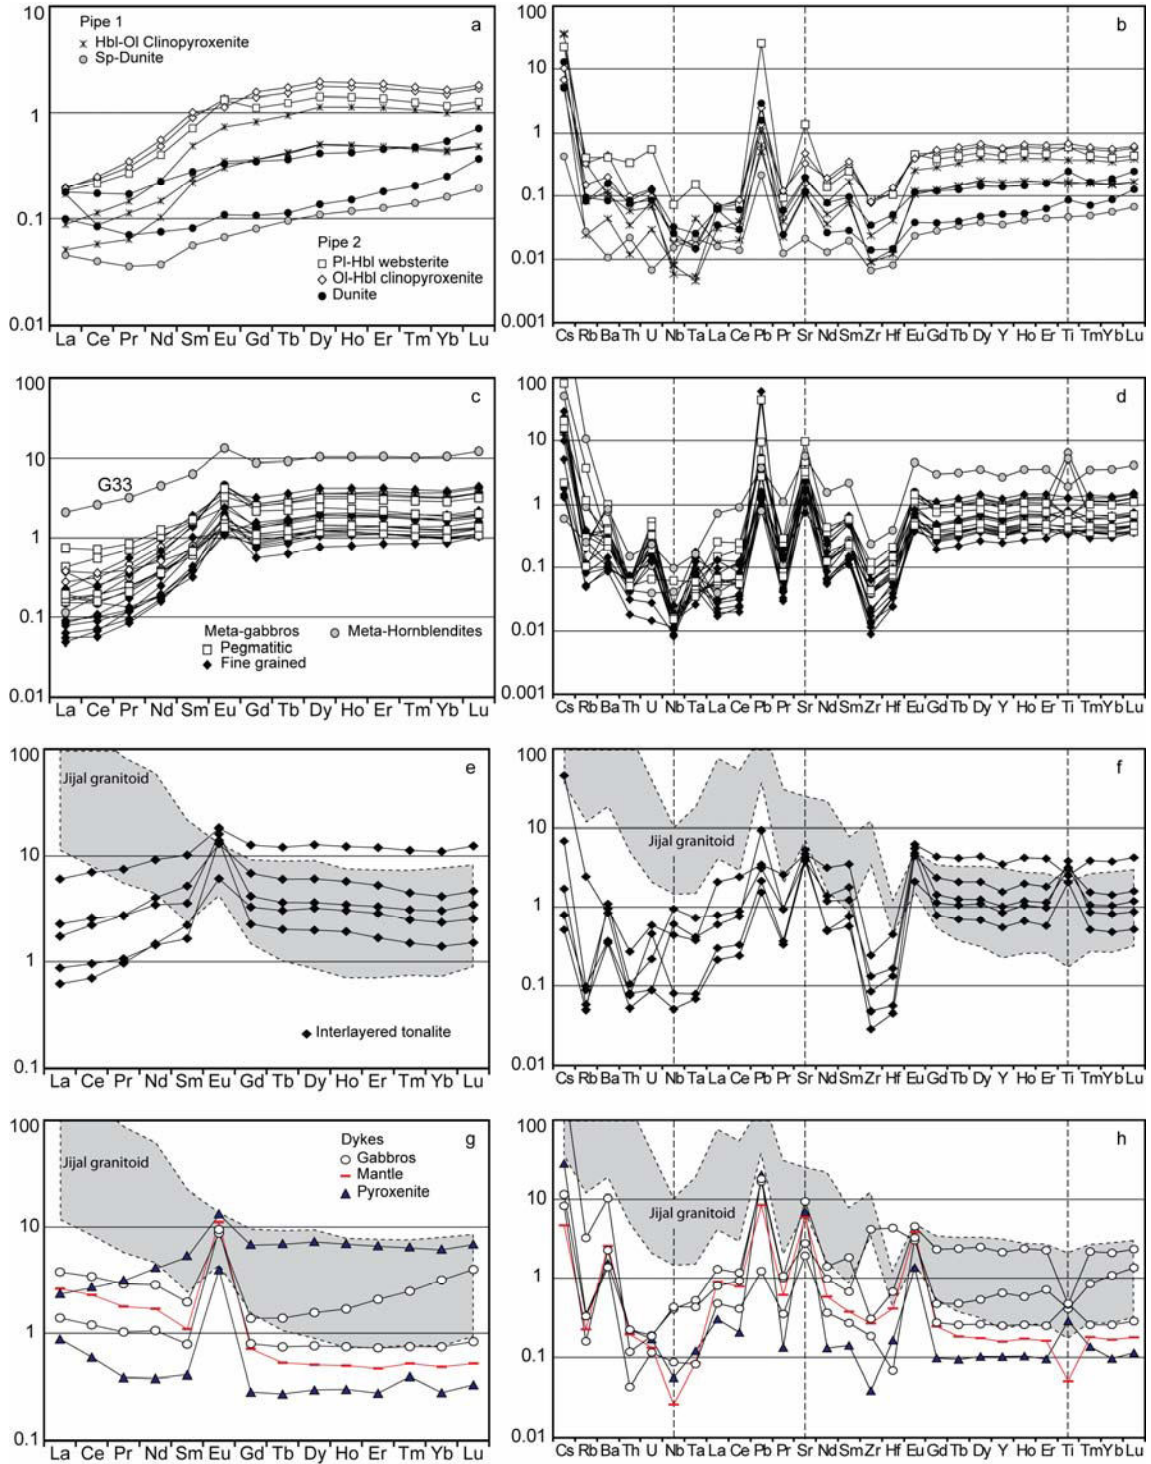 10
1
0.1
0.01
a
Pipe 1
Hbl-Ol Clinopyroxenite
Sp-Dunite
Pipe 2
Pl-Hbl websterite
Ol-Hbl clinopyroxenite
Dunite
La Ce Pr Nd Sm Eu Gd Tb Dy Ho Er Tm Yb Lu
100
10
1
0.1
0.01
0.001
b
Cs Rb Ba Th U Nb Ta La Ce Pb Pr Sr Nd Sm Zr Hf Eu Gd Tb Dy Y Ho Er Ti Tm Yb Lu
100
10
1
0.1
0.01
c
G33
Meta-gabbros
Pegmatitic
Fine grained
Meta-Hornblendites
La Ce Pr Nd Sm Eu Gd Tb Dy Ho Er Tm Yb Lu
100
10
1
0.1
0.01
0.001
d
Cs Rb Ba Th U Nb Ta La Ce Pb Pr Sr Nd Sm Zr Hf Eu Gd Tb Dy Y Ho Er Ti Tm Yb Lu
100
10
1
0.1
e
Jijal granitoid
Interlayered tonalite
La Ce Pr Nd Sm Eu Gd Tb Dy Ho Er Tm Yb Lu
100
10
1
0.1
0.01
f
Jijal granitoid
Cs Rb Ba Th U Nb Ta La Ce Pb Pr Sr Nd Sm Zr Hf Eu Gd Tb Dy Y Ho Er Ti Tm Yb Lu
100
10
1
0.1
g
Jijal granitoid
Dykes
Gabbros
Mantle
Pyroxenite
La Ce Pr Nd Sm Eu Gd Tb Dy Ho Er Tm Yb Lu
100
10
1
0.1
0.01
h
Jijal granitoid
Cs Rb Ba Th U Nb Ta La Ce Pb Pr Sr Nd Sm Zr Hf Eu Gd Tb Dy Y Ho Er Ti Tm Yb Lu